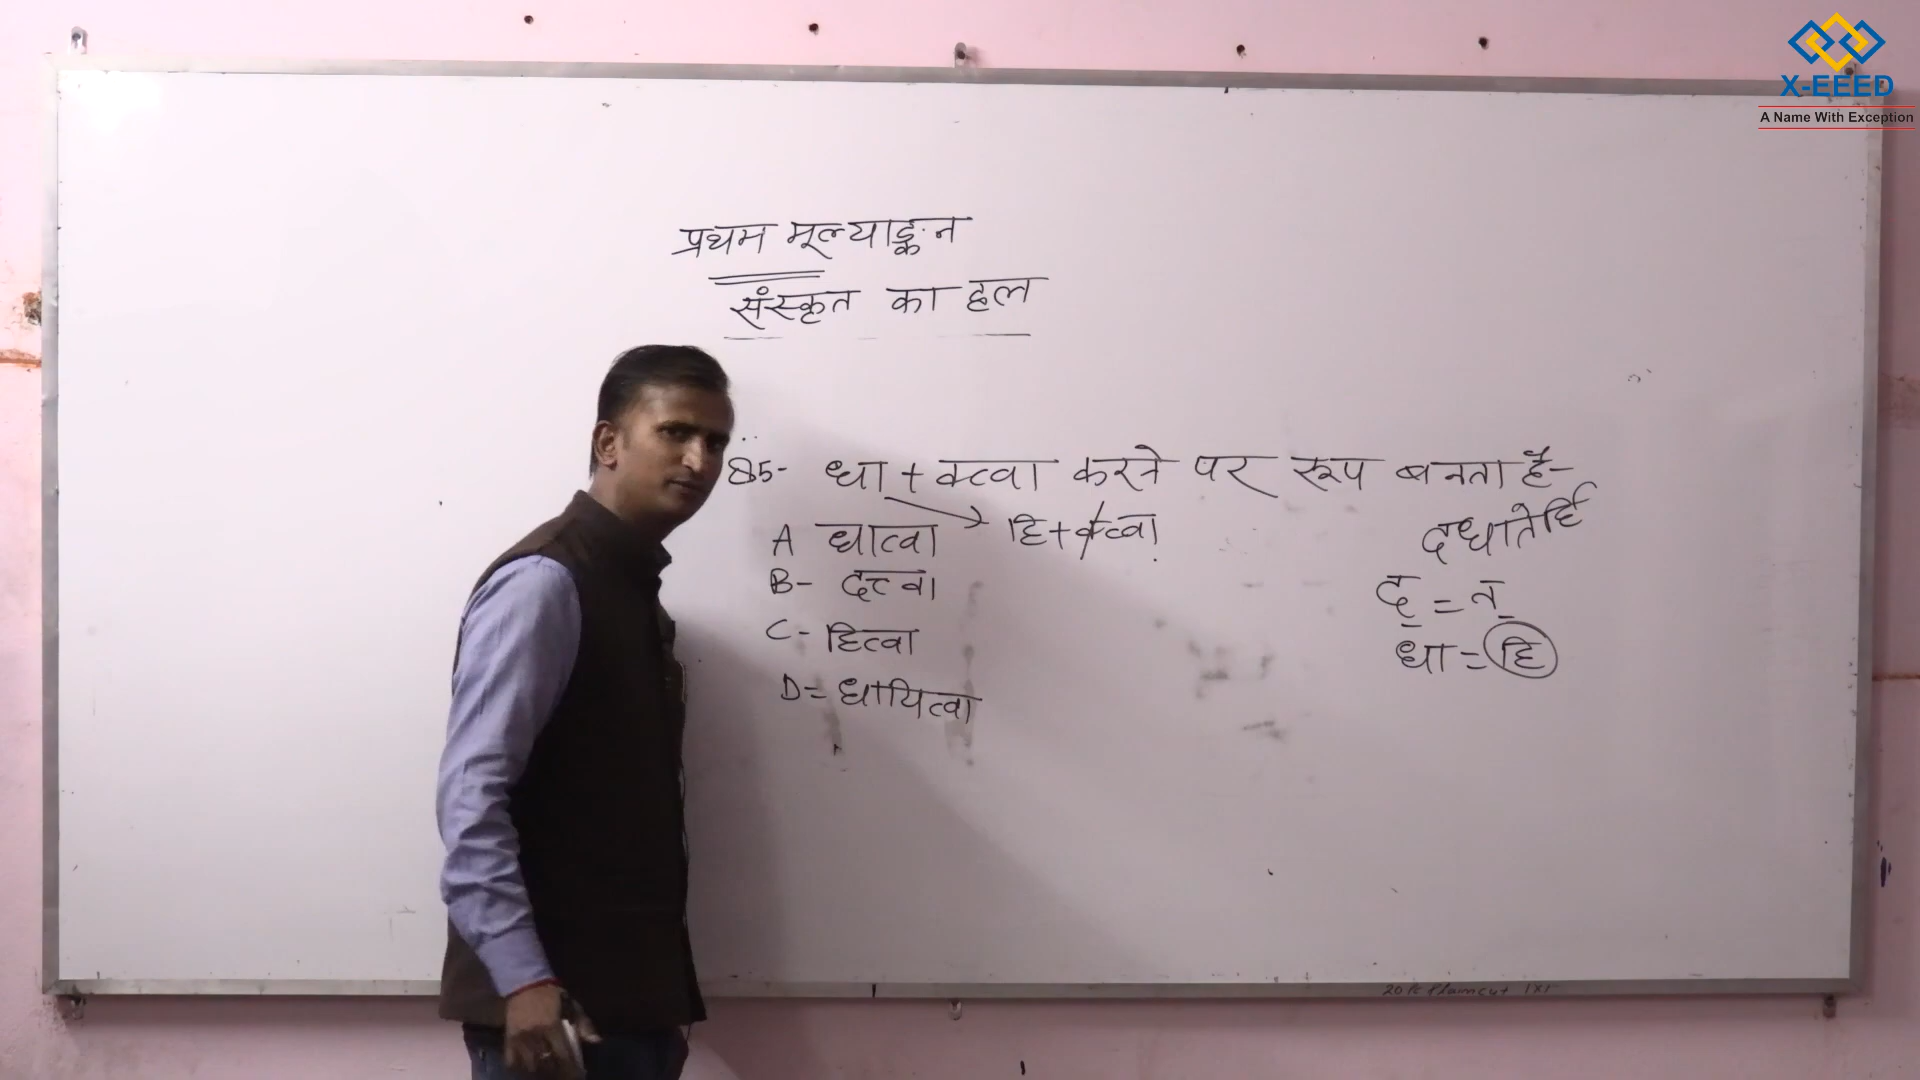 X-EEED
A Name With Exception
प्रथम मूल्याङ्कन
संस्कृत का हल
85- धा + क्त्वा करने पर रूप बनता है-
A धात्वा
हि + क्त्वा
B- दत्त्वा
C- हित्वा
D= धायित्वा
दधातेर्हि
द् = त्
धा = हि